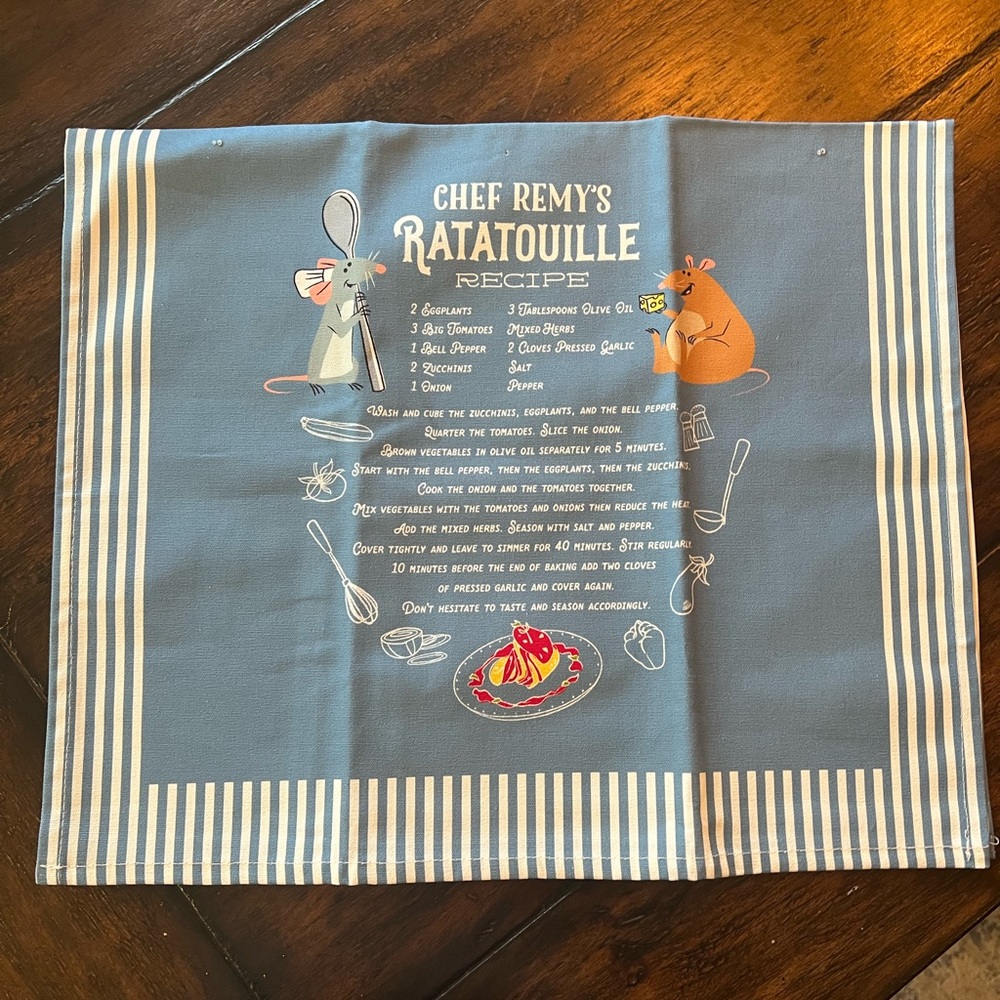 CHEF REMY'S
RATATOUILLE
RECIPE
2 EGGPLANTS 3 TABLESPOONS OLIVE OIL
3 BIG TOMATOES MIXED HERBS
1 BELL PEPPER 2 CLOVES PRESSED GARLIC
2 ZUCCHINIS SALT
1 ONION PEPPER
WASH AND CUBE THE ZUCCHINIS, EGGPLANTS, AND THE BELL PEPPER.
QUARTER THE TOMATOES. SLICE THE ONION.
BROWN VEGETABLES IN OLIVE OIL SEPARATELY FOR 5 MINUTES.
START WITH THE BELL PEPPER, THEN THE EGGPLANTS, THEN THE ZUCCHINIS.
COOK THE ONION AND THE TOMATOES TOGETHER.
MIX VEGETABLES WITH THE TOMATOES AND ONIONS THEN REDUCE THE HEAT.
ADD THE MIXED HERBS. SEASON WITH SALT AND PEPPER.
COVER TIGHTLY AND LEAVE TO SIMMER FOR 40 MINUTES. STIR REGULARLY.
10 MINUTES BEFORE THE END OF BAKING ADD TWO CLOVES
OF PRESSED GARLIC AND COVER AGAIN.
DON'T HESITATE TO TASTE AND SEASON ACCORDINGLY.